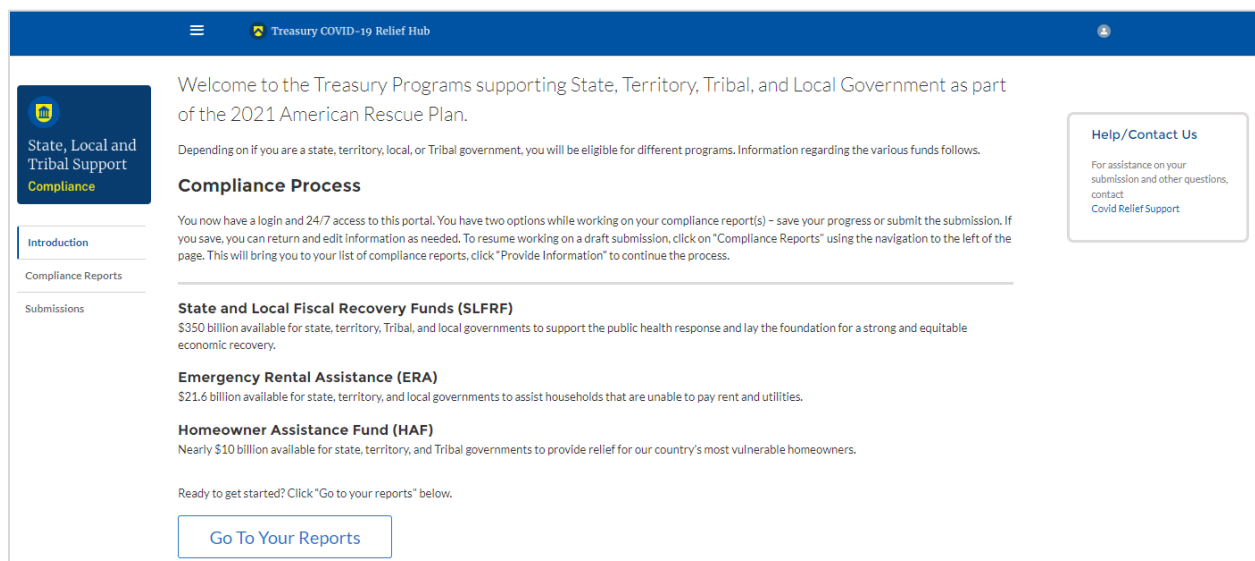 Treasury COVID-19 Relief Hub
State, Local and
Tribal Support
Compliance
Introduction
Compliance Reports
Submissions
Welcome to the Treasury Programs supporting State, Territory, Tribal, and Local Government as part
of the 2021 American Rescue Plan.
Depending on if you are a state, territory, local, or Tribal government, you will be eligible for different programs. Information regarding the various funds follows.
Compliance Process
You now have a login and 24/7 access to this portal. You have two options while working on your compliance report(s) – save your progress or submit the submission. If
you save, you can return and edit information as needed. To resume working on a draft submission, click on "Compliance Reports" using the navigation to the left of the
page. This will bring you to your list of compliance reports, click "Provide Information" to continue the process.
State and Local Fiscal Recovery Funds (SLFRF)
$350 billion available for state, territory, Tribal, and local governments to support the public health response and lay the foundation for a strong and equitable
economic recovery.
Emergency Rental Assistance (ERA)
$21.6 billion available for state, territory, and local governments to assist households that are unable to pay rent and utilities.
Homeowner Assistance Fund (HAF)
Nearly $10 billion available for state, territory, and Tribal governments to provide relief for our country's most vulnerable homeowners.
Ready to get started? Click "Go to your reports" below.
Go To Your Reports
Help/Contact Us
For assistance on your
submission and other questions,
contact
Covid Relief Support